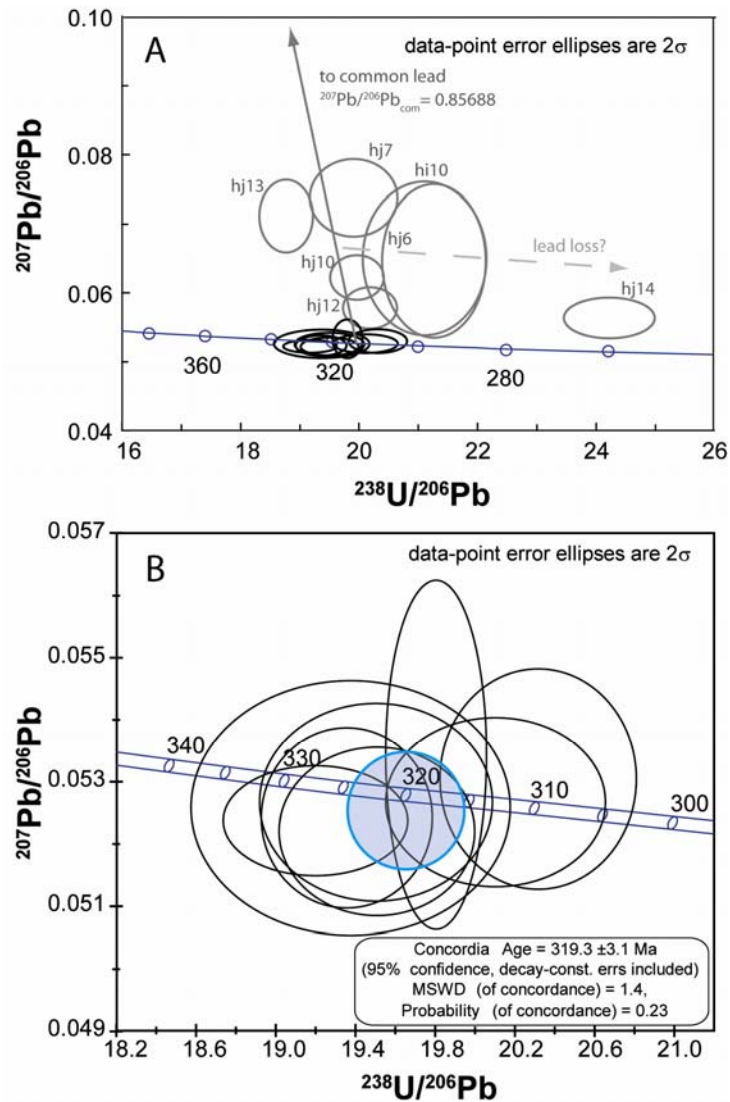 A
data-point error ellipses are 2σ
to common lead
207Pb/206Pbcom= 0.85688
hj7
hj13
hi10
hj6
hj10
hj12
lead loss?
hj14
360
320
280
0.10
0.08
0.06
0.04
207Pb/206Pb
16
18
20
22
24
26
238U/206Pb
B
data-point error ellipses are 2σ
340
330
320
310
300
0.057
0.055
0.053
0.051
0.049
207Pb/206Pb
Concordia Age = 319.3 ±3.1 Ma
(95% confidence, decay-const. errs included)
MSWD (of concordance) = 1.4,
Probability (of concordance) = 0.23
18.2
18.6
19.0
19.4
19.8
20.2
20.6
21.0
238U/206Pb